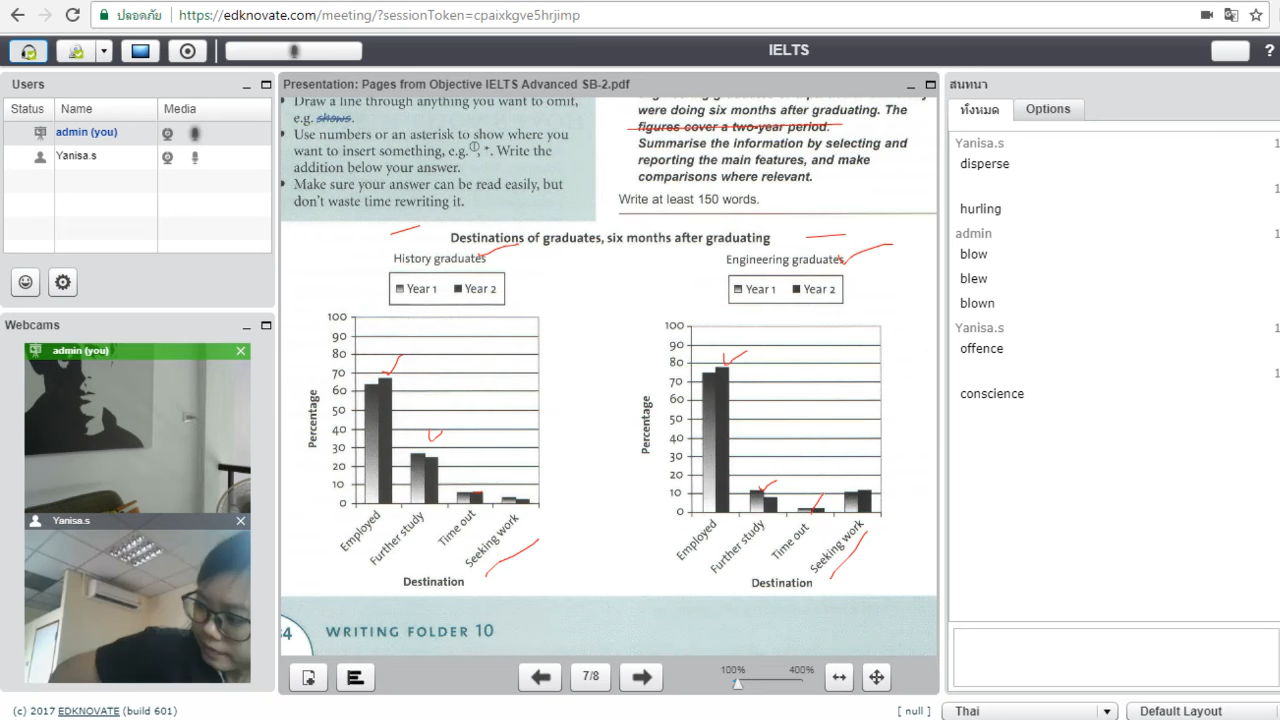 ปลอดภัย
https://edknovate.com/meeting/?sessionToken=cpaixkgve5hrjimp
IELTS
?
Users
Status Name Media
admin (you)
Yanisa.s
Webcams
admin (you)
Yanisa.s
Presentation: Pages from Objective IELTS Advanced SB-2.pdf
Draw a line through anything you want to omit,
e.g. shows.
Use numbers or an asterisk to show where you
want to insert something, e.g. ①, *. Write the
addition below your answer.
Make sure your answer can be read easily, but
don't waste time rewriting it.
were doing six months after graduating. The
figures cover a two-year period.
Summarise the information by selecting and
reporting the main features, and make
comparisons where relevant.
Write at least 150 words.
Destinations of graduates, six months after graduating
History graduates
Year 1 Year 2
100
90
80
70
60
50
40
30
20
10
0
Percentage
Employed
Further study
Time out
Seeking work
Destination
Engineering graduates
Year 1 Year 2
100
90
80
70
60
50
40
30
20
10
0
Percentage
Employed
Further study
Time out
Seeking work
Destination
WRITING FOLDER 10
7/8
100% 400%
สนทนา
ทั้งหมด Options
Yanisa.s 1
disperse
1
hurling
admin 1
blow
blew
blown
Yanisa.s 1
offence
1
conscience
(c) 2017 EDKNOVATE (build 601)
[ null ]
Thai
Default Layout